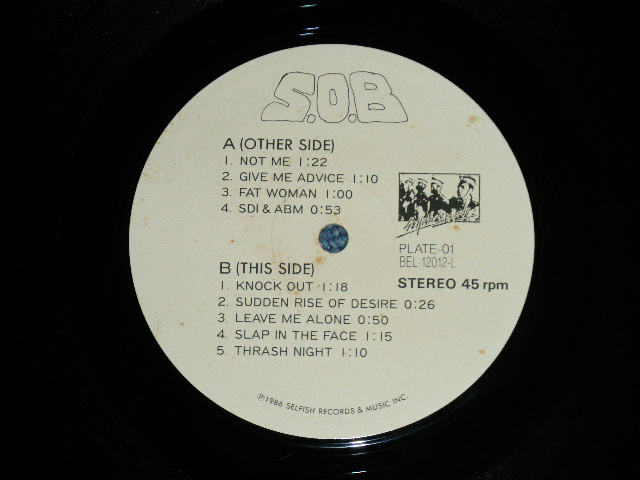 S.O.B
A (OTHER SIDE)
1. NOT ME 1:22
2. GIVE ME ADVICE 1:10
3. FAT WOMAN 1:00
4. SDI & ABM 0:53
PLATE-01
BEL-12012-L
STEREO 45 rpm
B (THIS SIDE)
1. KNOCK OUT 1:18
2. SUDDEN RISE OF DESIRE 0:26
3. LEAVE ME ALONE 0:50
4. SLAP IN THE FACE 1:15
5. THRASH NIGHT 1:10
℗1986 SELFISH RECORDS & MUSIC INC.